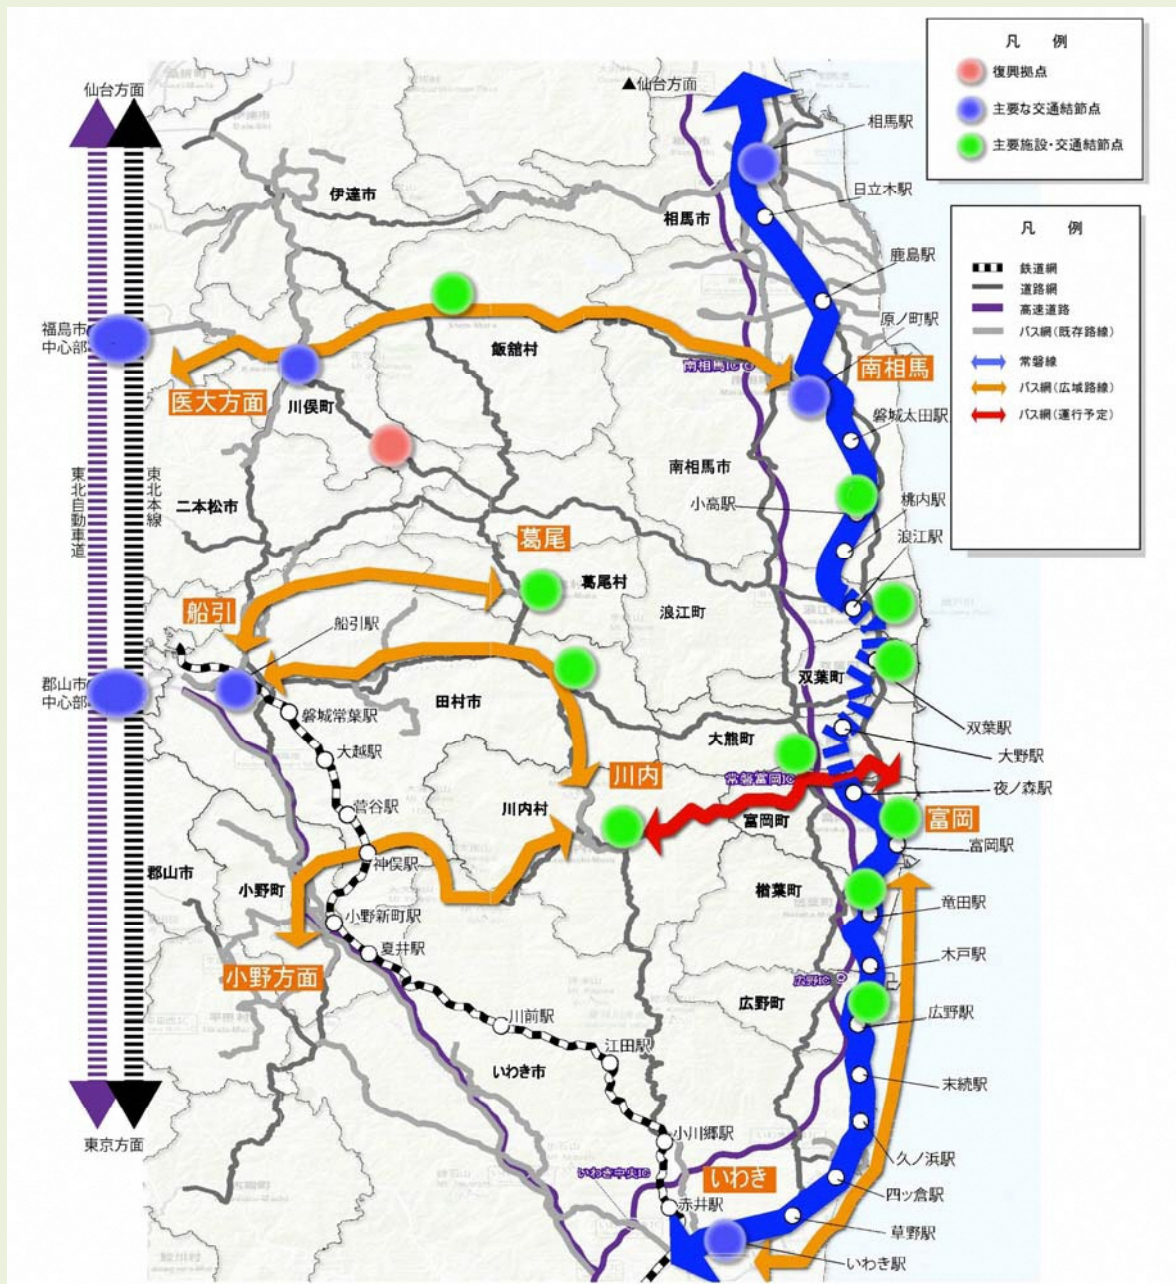 凡 例
復興拠点
主要な交通結節点
主要施設・交通結節点
凡 例
鉄道網
道路網
高速道路
バス網(既存路線)
常磐線
バス網(広域路線)
バス網(運行予定)
仙台方面
▲仙台方面
相馬駅
伊達市
日立木駅
相馬市
鹿島駅
原ノ町駅
福島市
中心部
飯舘村
南相馬IC
南相馬
医大方面
川俣町
磐城太田駅
東北自動車道
東北本線
二本松市
南相馬市
小高駅
桃内駅
浪江駅
葛尾
葛尾村
船引
船引駅
浪江町
郡山市
中心部
双葉町
田村市
磐城常葉駅
双葉駅
大熊町
大野駅
大越駅
川内
常磐富岡IC
夜ノ森駅
菅谷駅
川内村
富岡町
富岡
富岡駅
神俣駅
郡山市
小野町
楢葉町
竜田駅
小野新町駅
夏井駅
木戸駅
小野方面
広野IC
広野町
広野駅
川前駅
江田駅
いわき市
末続駅
小川郷駅
東京方面
久ノ浜駅
いわき中央IC
いわき
四ッ倉駅
赤井駅
草野駅
いわき駅